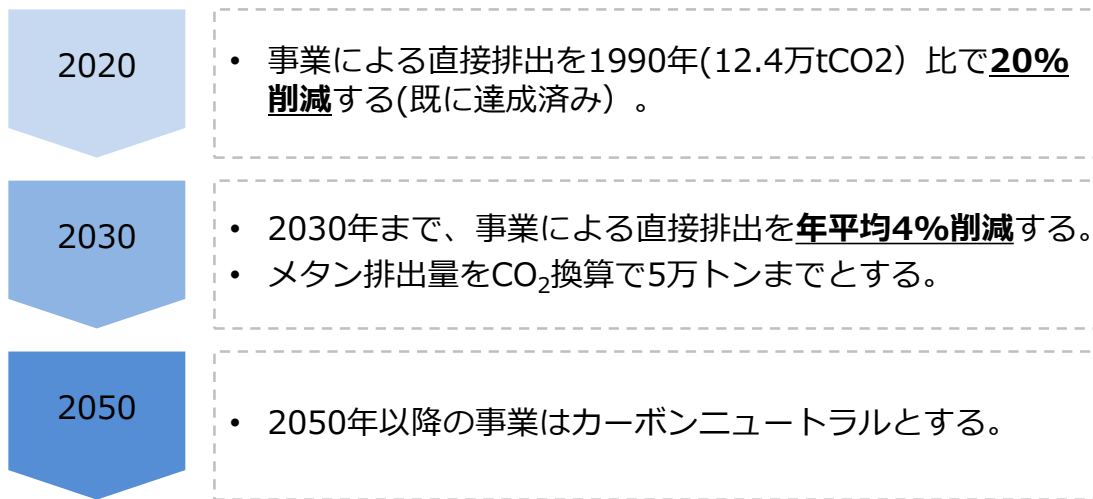 2020
• 事業による直接排出を1990年(12.4万tCO2）比で20%
削減する(既に達成済み）。
2030
• 2030年まで、事業による直接排出を年平均4%削減する。
• メタン排出量をCO₂換算で5万トンまでとする。
2050
• 2050年以降の事業はカーボンニュートラルとする。